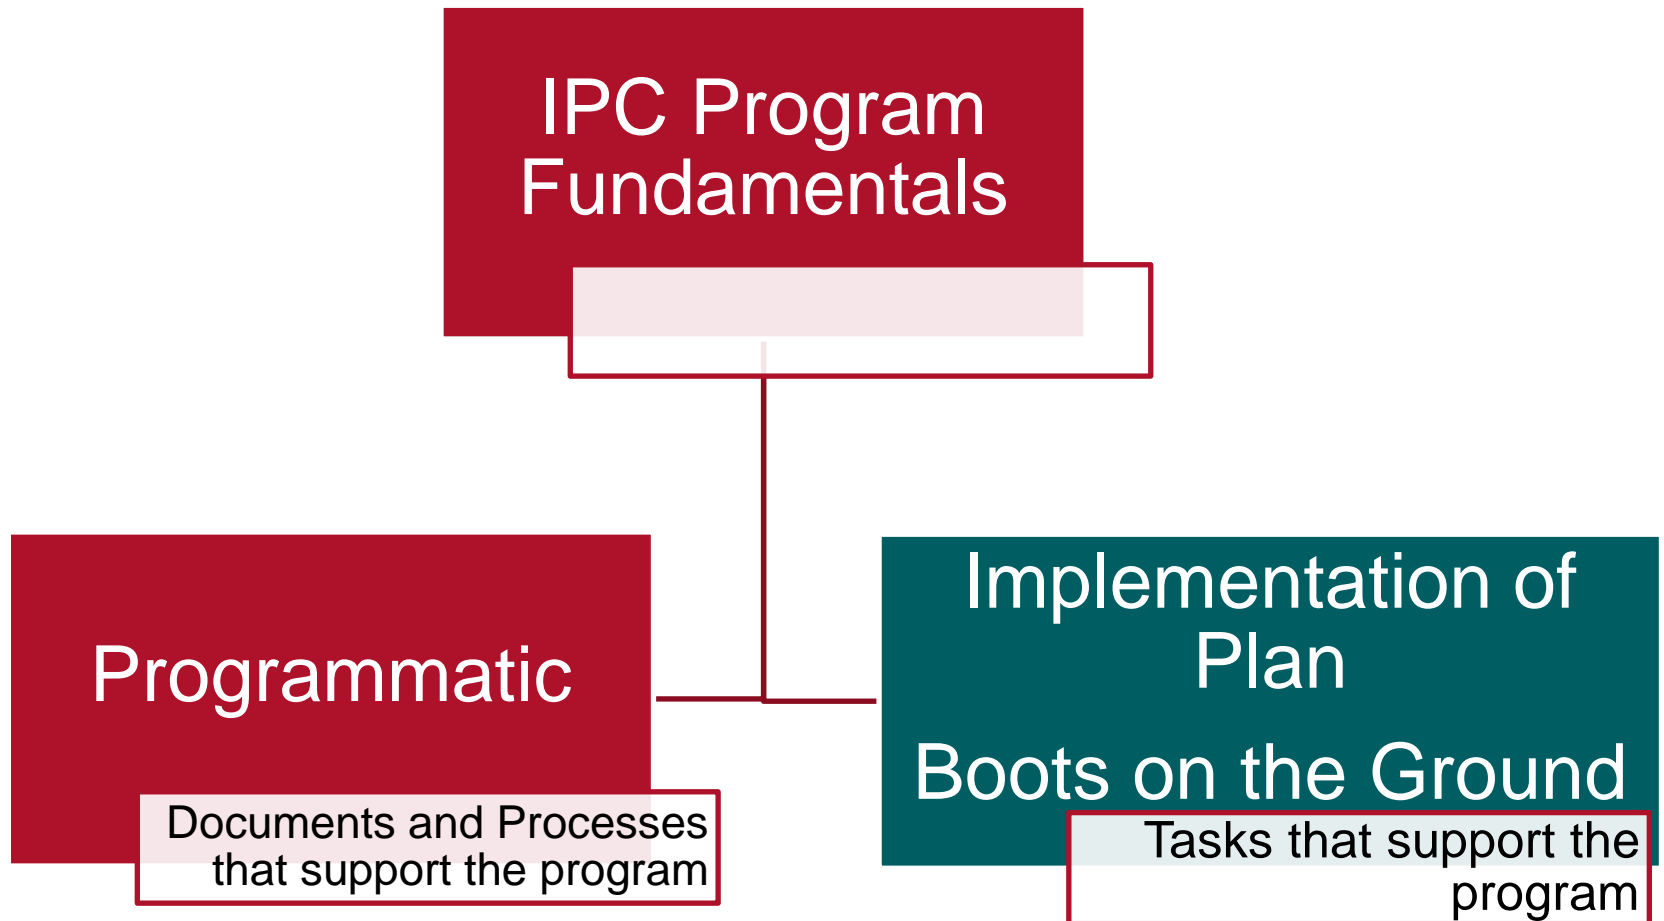 IPC Program
Fundamentals
Programmatic
Documents and Processes
that support the program
Implementation of
Plan
Boots on the Ground
Tasks that support the
program